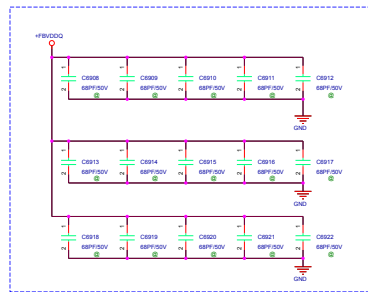 +FBVDDQ
1 1 1 1 1
C6908 C6909 C6910 C6911 C6912
68PF/50V 68PF/50V 68PF/50V 68PF/50V 68PF/50V
2 2 2 2 2
@ @ @ @ @
GND
1 1 1 1 1
C6913 C6914 C6915 C6916 C6917
68PF/50V 68PF/50V 68PF/50V 68PF/50V 68PF/50V
2 2 2 2 2
@ @ @ @ @
GND
1 1 1 1 1
C6918 C6919 C6920 C6921 C6922
68PF/50V 68PF/50V 68PF/50V 68PF/50V 68PF/50V
2 2 2 2 2
@ @ @ @ @
GND